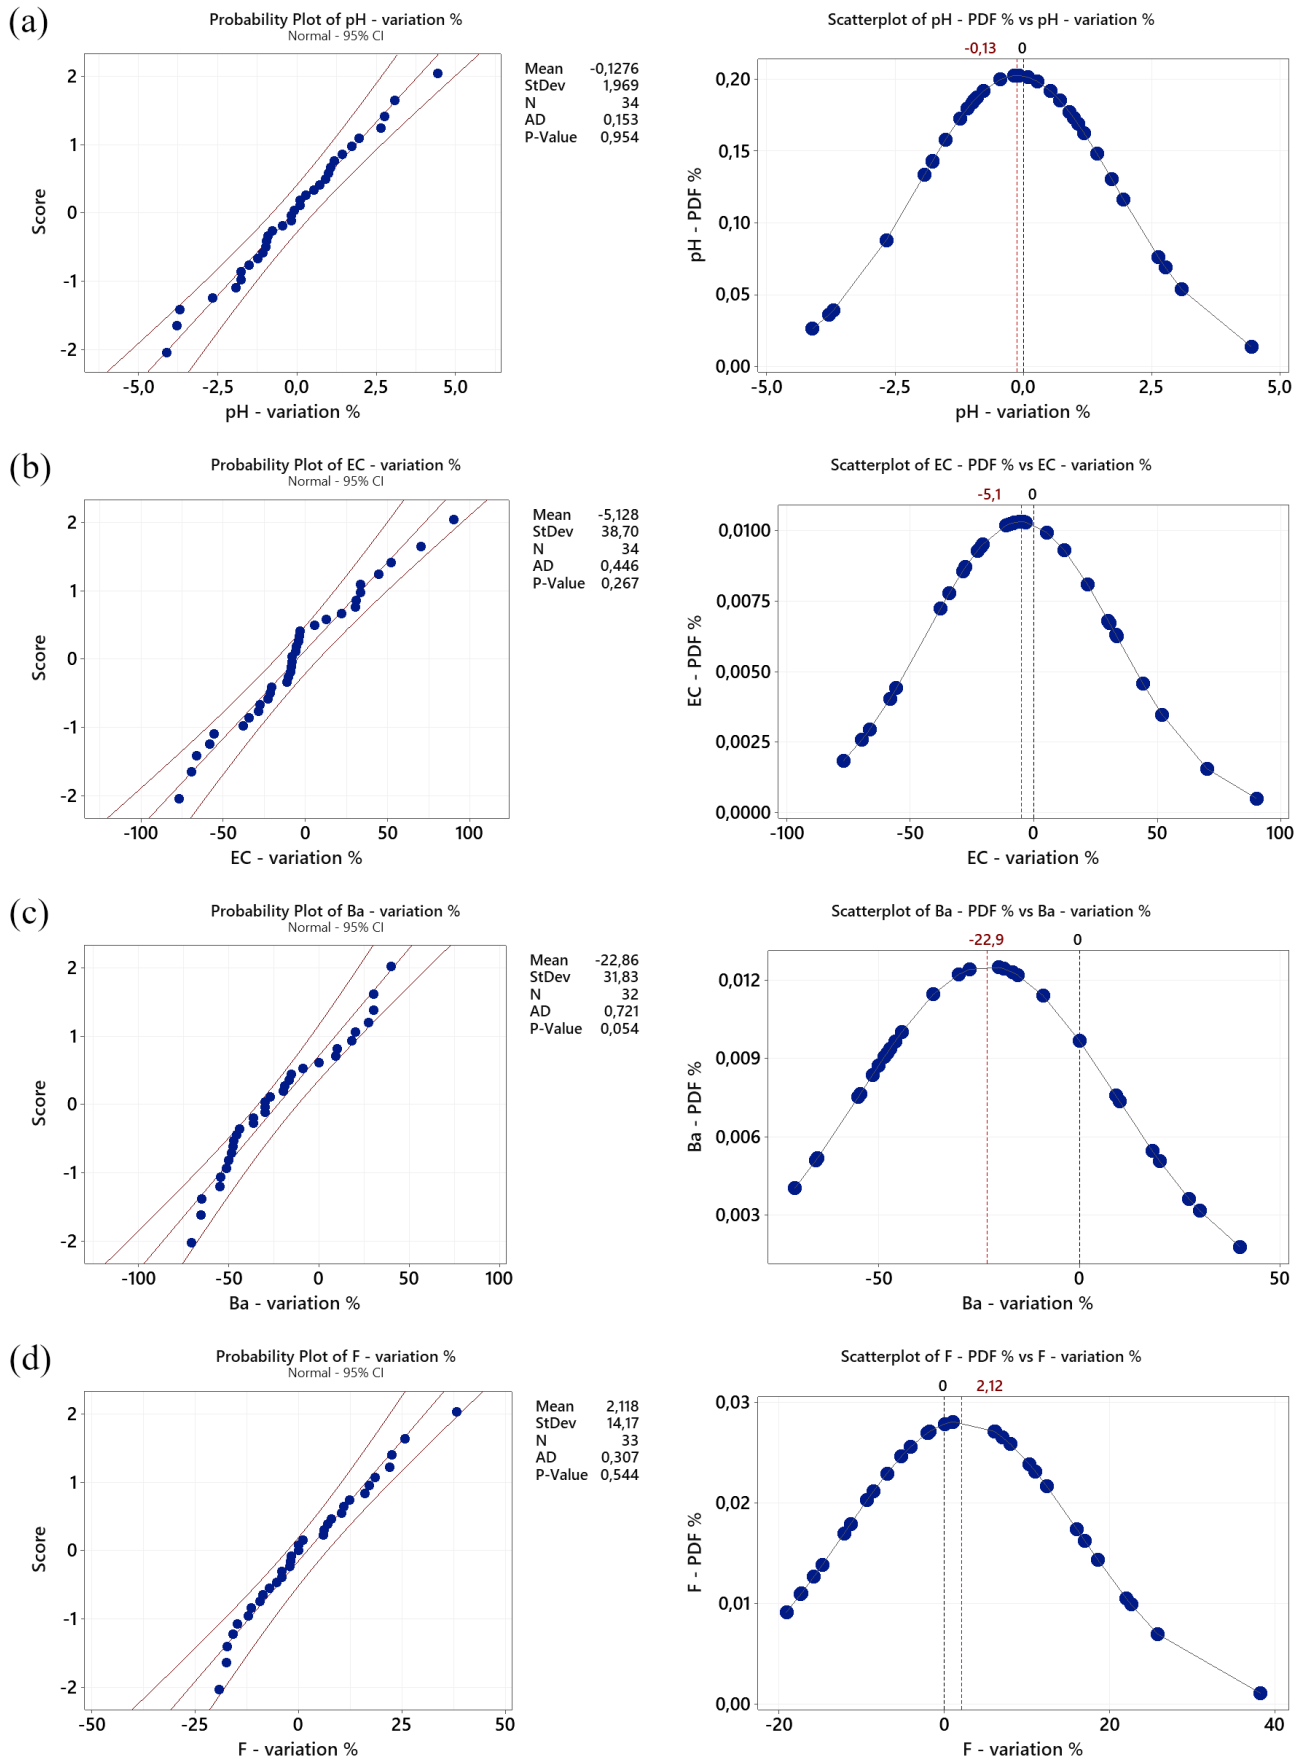 (a)
Probability Plot of pH - variation %
Normal - 95% CI
Score
2
1
0
-1
-2
-5,0 -2,5 0,0 2,5 5,0
pH - variation %
Mean -0,1276
StDev 1,969
N 34
AD 0,153
P-Value 0,954
Scatterplot of pH - PDF % vs pH - variation %
-0,13 0
pH - PDF %
0,20
0,15
0,10
0,05
0,00
-5,0 -2,5 0,0 2,5 5,0
pH - variation %
(b)
Probability Plot of EC - variation %
Normal - 95% CI
Score
2
1
0
-1
-2
-100 -50 0 50 100
EC - variation %
Mean -5,128
StDev 38,70
N 34
AD 0,446
P-Value 0,267
Scatterplot of EC - PDF % vs EC - variation %
-5,1 0
EC - PDF %
0,0100
0,0075
0,0050
0,0025
0,0000
-100 -50 0 50 100
EC - variation %
(c)
Probability Plot of Ba - variation %
Normal - 95% CI
Score
2
1
0
-1
-2
-100 -50 0 50 100
Ba - variation %
Mean -22,86
StDev 31,83
N 32
AD 0,721
P-Value 0,054
Scatterplot of Ba - PDF % vs Ba - variation %
-22,9 0
Ba - PDF %
0,012
0,009
0,006
0,003
-50 0 50
Ba - variation %
(d)
Probability Plot of F - variation %
Normal - 95% CI
Score
2
1
0
-1
-2
-50 -25 0 25 50
F - variation %
Mean 2,118
StDev 14,17
N 33
AD 0,307
P-Value 0,544
Scatterplot of F - PDF % vs F - variation %
0 2,12
F - PDF %
0,03
0,02
0,01
0,00
-20 0 20 40
F - variation %